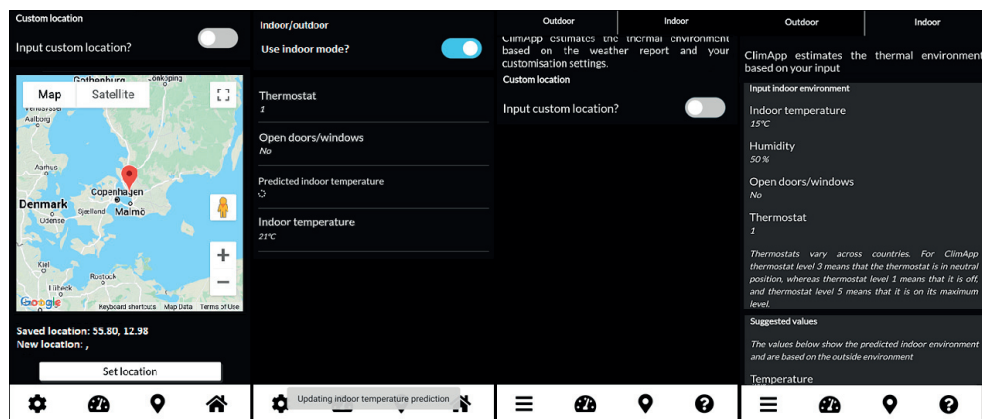 Custom location
Input custom location?
Map Satellite
Gothenburg
Jönköping
Aalborg
Aarhus
Copenhagen
Denmark
Sjælland
Malmö
Odense
Kiel
Rostock
Lübeck
Google
Keyboard shortcuts Map Data Terms of Use
Saved location: 55.80, 12.98
New location: ,
Set location
Indoor/outdoor
Use indoor mode?
Thermostat
1
Open doors/windows
No
Predicted indoor temperature
Indoor temperature
21°C
Updating indoor temperature prediction
Outdoor Indoor
ClimApp estimates the thermal environment
based on the weather report and your
customisation settings.
Custom location
Input custom location?
Outdoor Indoor
ClimApp estimates the thermal environment
based on your input
Input indoor environment
Indoor temperature
15°C
Humidity
50 %
Open doors/windows
No
Thermostat
1
Thermostats vary across countries. For ClimApp
thermostat level 3 means that the thermostat is in neutral
position, whereas thermostat level 1 means that it is off,
and thermostat level 5 means that it is on its maximum
level.
Suggested values
The values below show the predicted indoor environment
and are based on the outside environment
Temperature